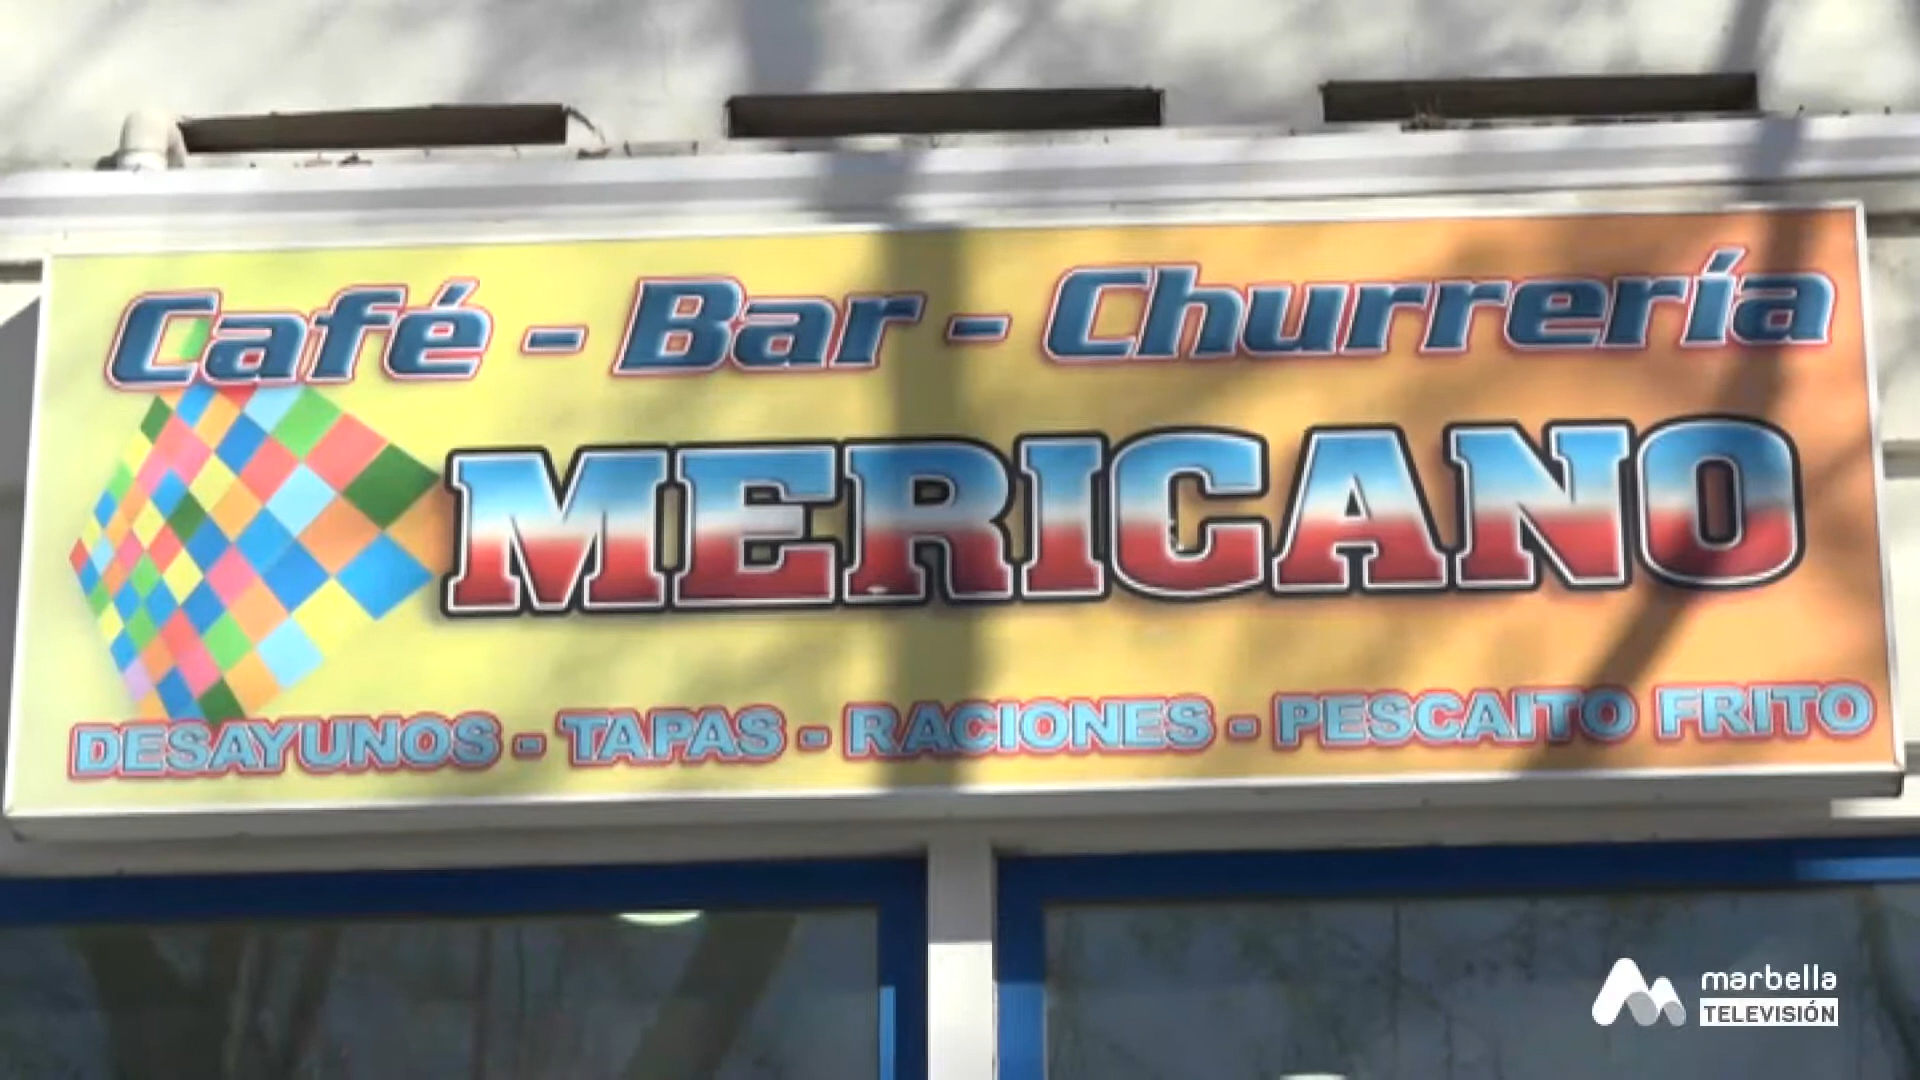 Café - Bar - Churrería
MERICANO
DESAYUNOS - TAPAS - RACIONES - PESCAITO FRITO
marbella
TELEVISIÓN